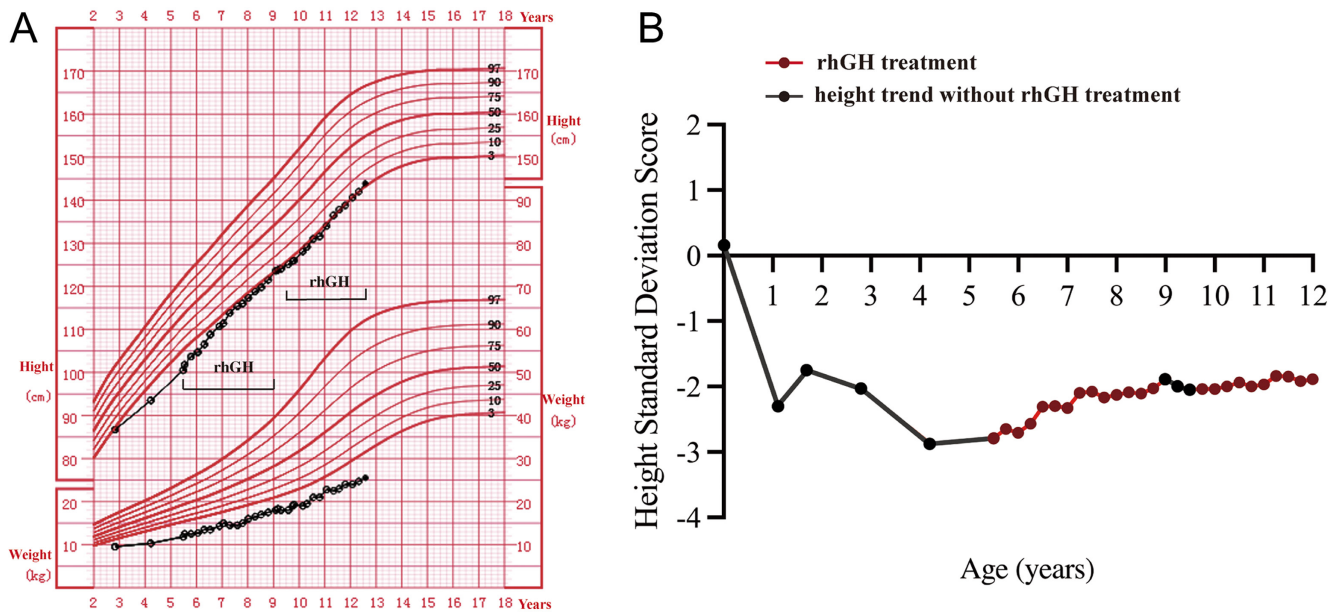 A
2 3 4 5 6 7 8 9 10 11 12 13 14 15 16 17 18 Years
170 97 170
90
160 75 160
50 Hight
25 (cm)
150 10 150
3
140 90
130 80
rhGH
120 70
97
110 60
90
75
Hight 100 rhGH 50 50
(cm) 25 Weight
90 10 40 (kg)
3
80 30
20 20
Weight 10 10
(kg)
2 3 4 5 6 7 8 9 10 11 12 13 14 15 16 17 18 Years
B
rhGH treatment
height trend without rhGH treatment
Height Standard Deviation Score
2
1
0
-1
-2
-3
-4
1 2 3 4 5 6 7 8 9 10 11 12
Age (years)